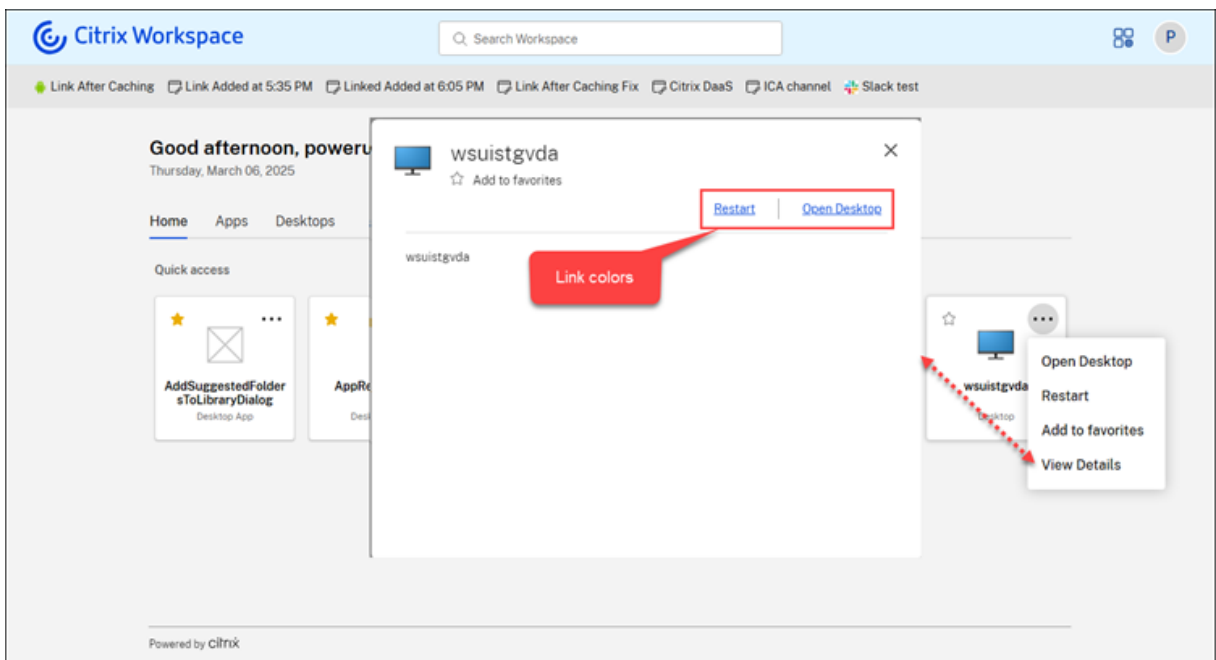 Citrix Workspace
Search Workspace
P
Link After Caching
Link Added at 5:35 PM
Linked Added at 6:05 PM
Link After Caching Fix
Citrix DaaS
ICA channel
Slack test
Good afternoon, poweru
Thursday, March 06, 2025
Home
Apps
Desktops
wsuistgvda
Add to favorites
Restart
Open Desktop
wsuistgvda
Link colors
Quick access
AddSuggestedFolder
sToLibraryDialog
Desktop App
AppRe
Desk
wsuistgvda
Desktop
Open Desktop
Restart
Add to favorites
View Details
Powered by citrix